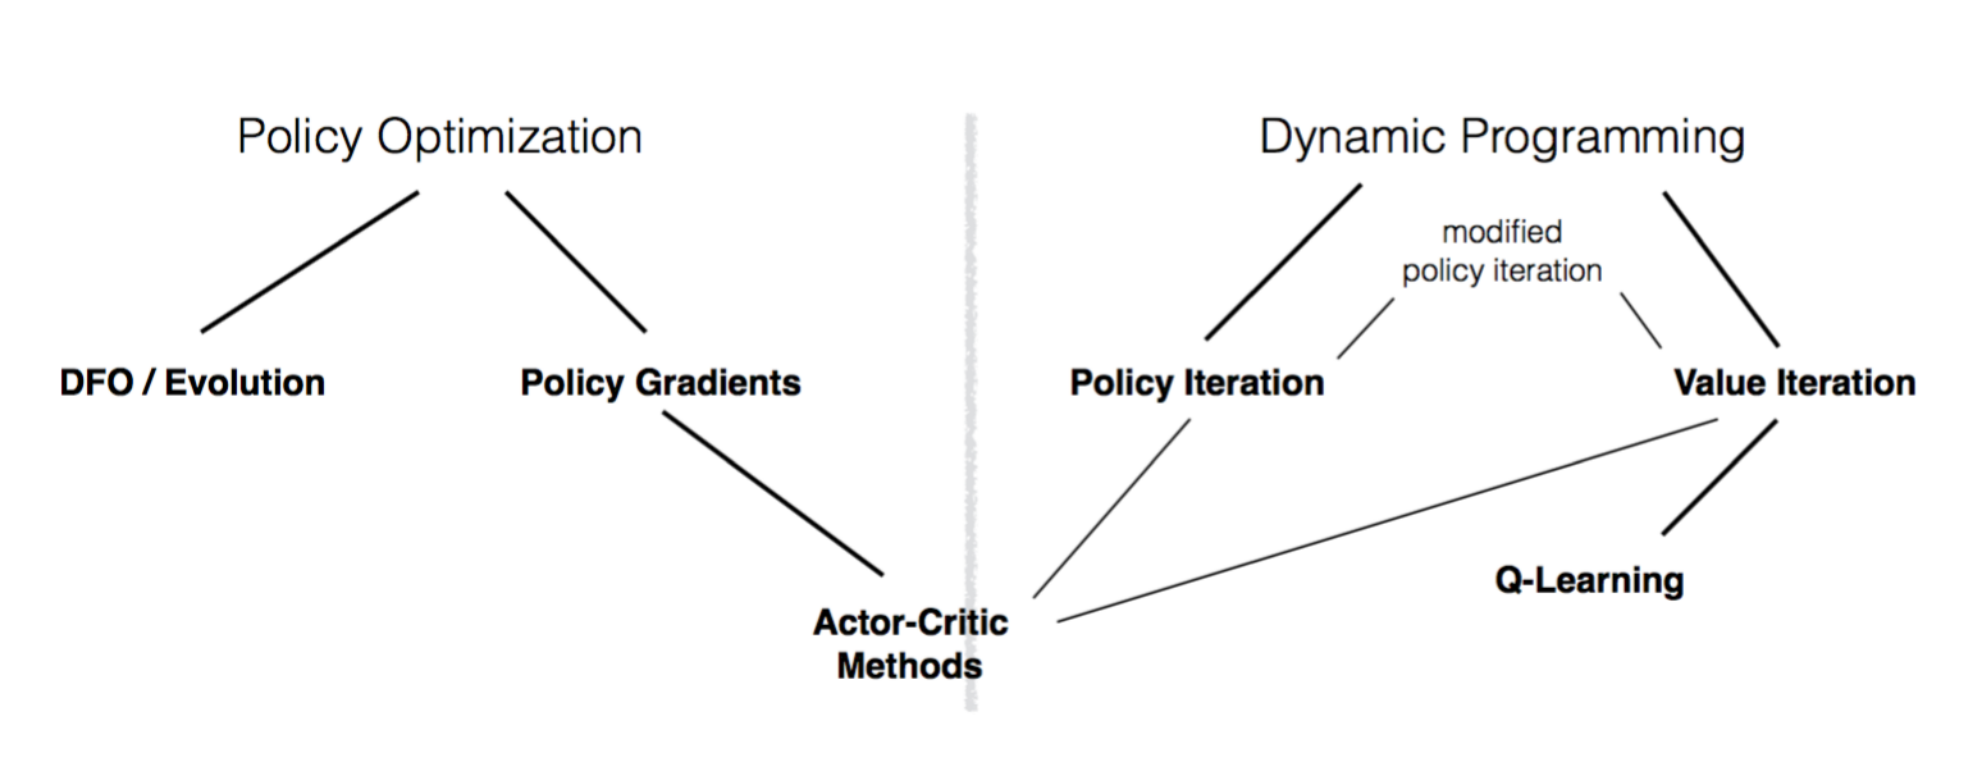 Policy Optimization
Dynamic Programming
modified
policy iteration
DFO / Evolution
Policy Gradients
Policy Iteration
Value Iteration
Q-Learning
Actor-Critic
Methods